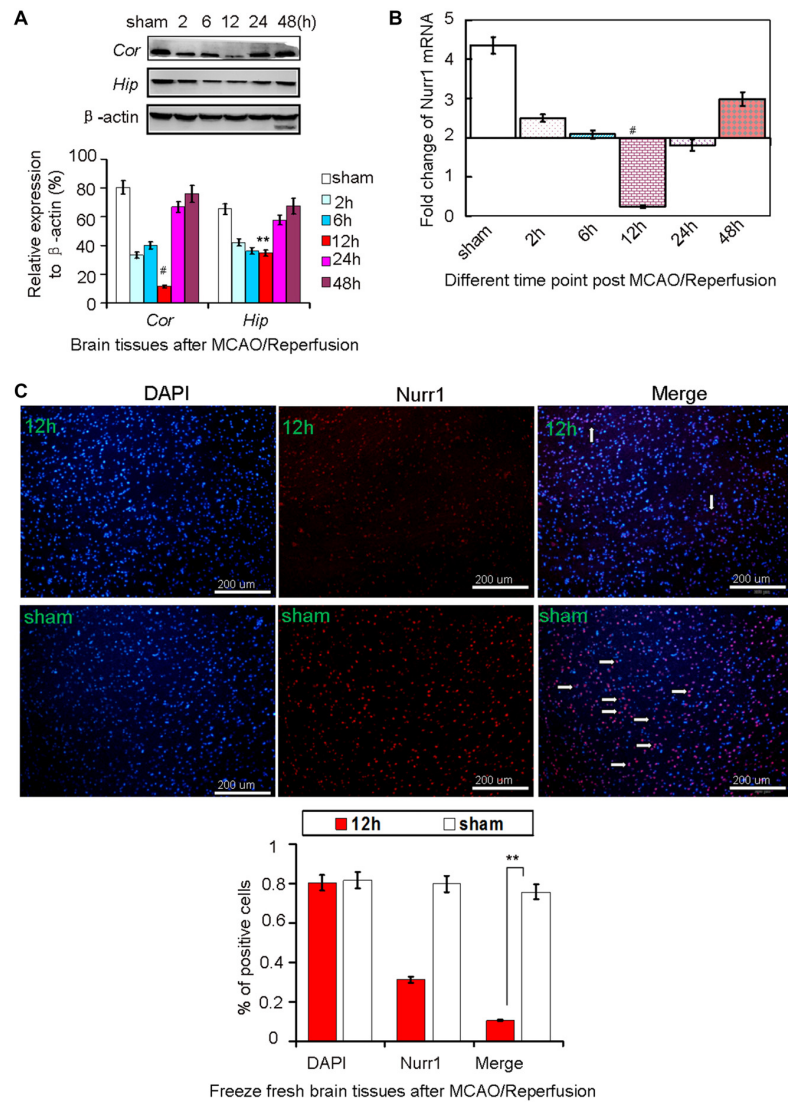 A
sham 2 6 12 24 48(h)
Cor
Hip
β-actin
Relative expression
to β-actin (%)
100
80
60
40
20
0
#
**
Cor Hip
sham
2h
6h
12h
24h
48h
Brain tissues after MCAO/Reperfusion
B
Fold change of Nurr1 mRNA
5
4
3
2
1
0
#
sham 2h 6h 12h 24h 48h
Different time point post MCAO/Reperfusion
C
DAPI Nurr1 Merge
12h 12h 12h
200 um 200 um 200 um
sham sham sham
200 um 200 um 200 um
12h sham
% of positive cells
1
0.8
0.6
0.4
0.2
0
**
DAPI Nurr1 Merge
Freeze fresh brain tissues after MCAO/Reperfusion